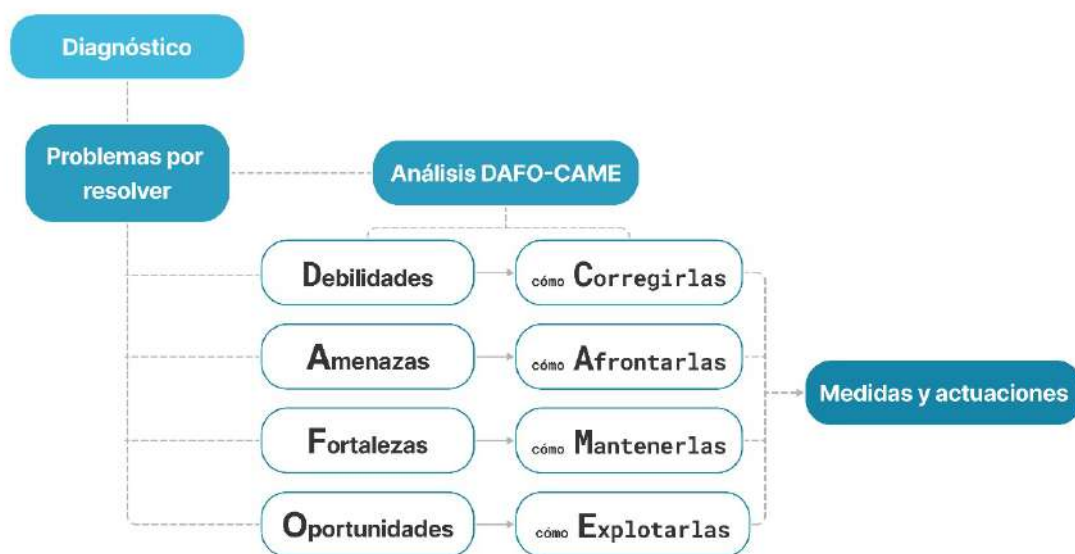 Diagnóstico
Problemas por
resolver
Análisis DAFO-CAME
Debilidades
cómo Corregirlas
Amenazas
cómo Afrontarlas
Medidas y actuaciones
Fortalezas
cómo Mantenerlas
Oportunidades
cómo Explotarlas